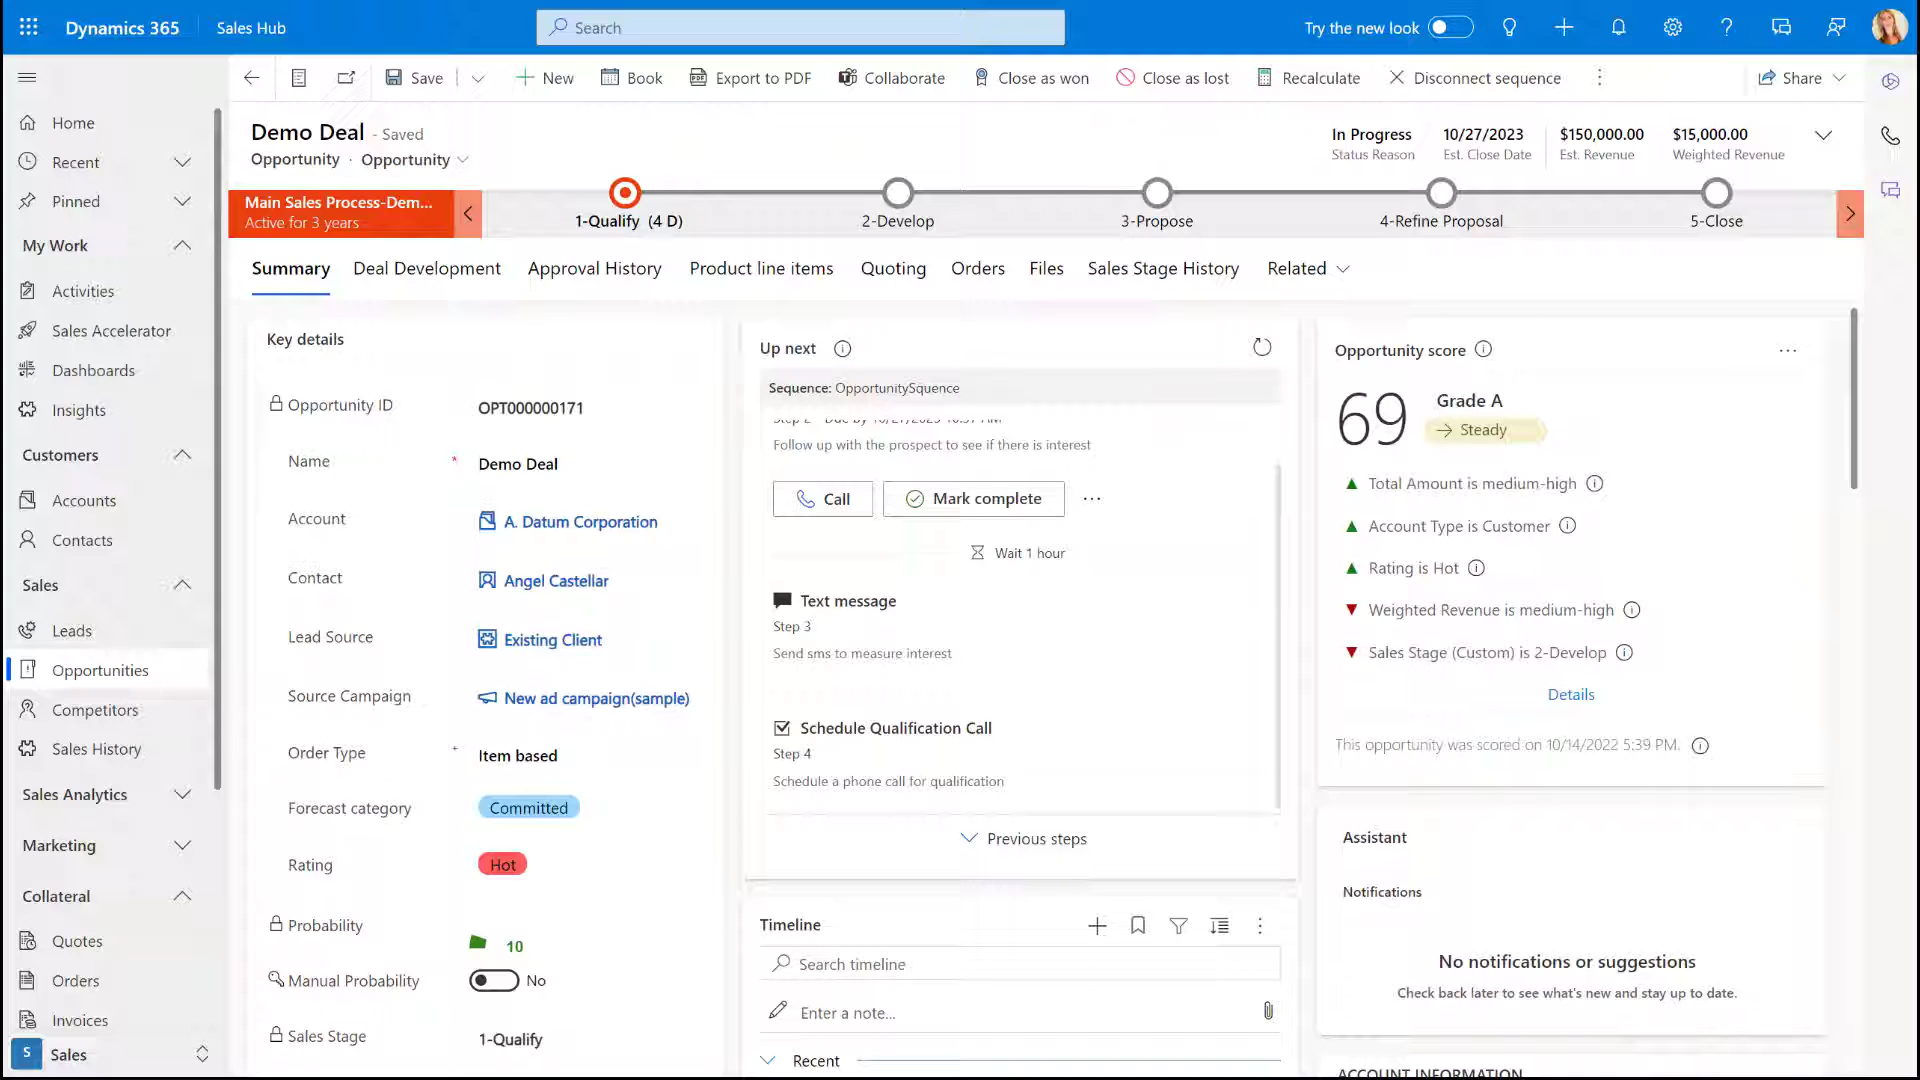 Dynamics 365
Sales Hub
Search
Try the new look
Save
New
Book
Export to PDF
Collaborate
Close as won
Close as lost
Recalculate
Disconnect sequence
Share
Home
Recent
Pinned
My Work
Activities
Sales Accelerator
Dashboards
Insights
Customers
Accounts
Contacts
Sales
Leads
Opportunities
Competitors
Sales History
Sales Analytics
Marketing
Collateral
Quotes
Orders
Invoices
S Sales
Demo Deal - Saved
Opportunity · Opportunity
In Progress
Status Reason
10/27/2023
Est. Close Date
$150,000.00
Est. Revenue
$15,000.00
Weighted Revenue
Main Sales Process-Dem...
Active for 3 years
1-Qualify (4 D)
2-Develop
3-Propose
4-Refine Proposal
5-Close
Summary
Deal Development
Approval History
Product line items
Quoting
Orders
Files
Sales Stage History
Related
Key details
Opportunity ID
OPT000000171
Name *
Demo Deal
Account
A. Datum Corporation
Contact
Angel Castellar
Lead Source
Existing Client
Source Campaign
New ad campaign(sample)
Order Type +
Item based
Forecast category
Committed
Rating
Hot
Probability
10
Manual Probability
No
Sales Stage
1-Qualify
Up next
Sequence: OpportunitySquence
Follow up with the prospect to see if there is interest
Call
Mark complete
Wait 1 hour
Text message
Step 3
Send sms to measure interest
Schedule Qualification Call
Step 4
Schedule a phone call for qualification
Previous steps
Timeline
Search timeline
Enter a note...
Recent
Opportunity score
69
Grade A
Steady
Total Amount is medium-high
Account Type is Customer
Rating is Hot
Weighted Revenue is medium-high
Sales Stage (Custom) is 2-Develop
Details
This opportunity was scored on 10/14/2022 5:39 PM.
Assistant
Notifications
No notifications or suggestions
Check back later to see what's new and stay up to date.
ACCOUNT INFORMATION